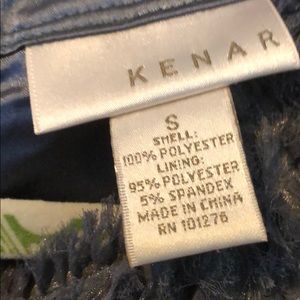 KENAR
S
SHELL:
100% POLYESTER
LINING:
95% POLYESTER
5% SPANDEX
MADE IN CHINA
RN 101276